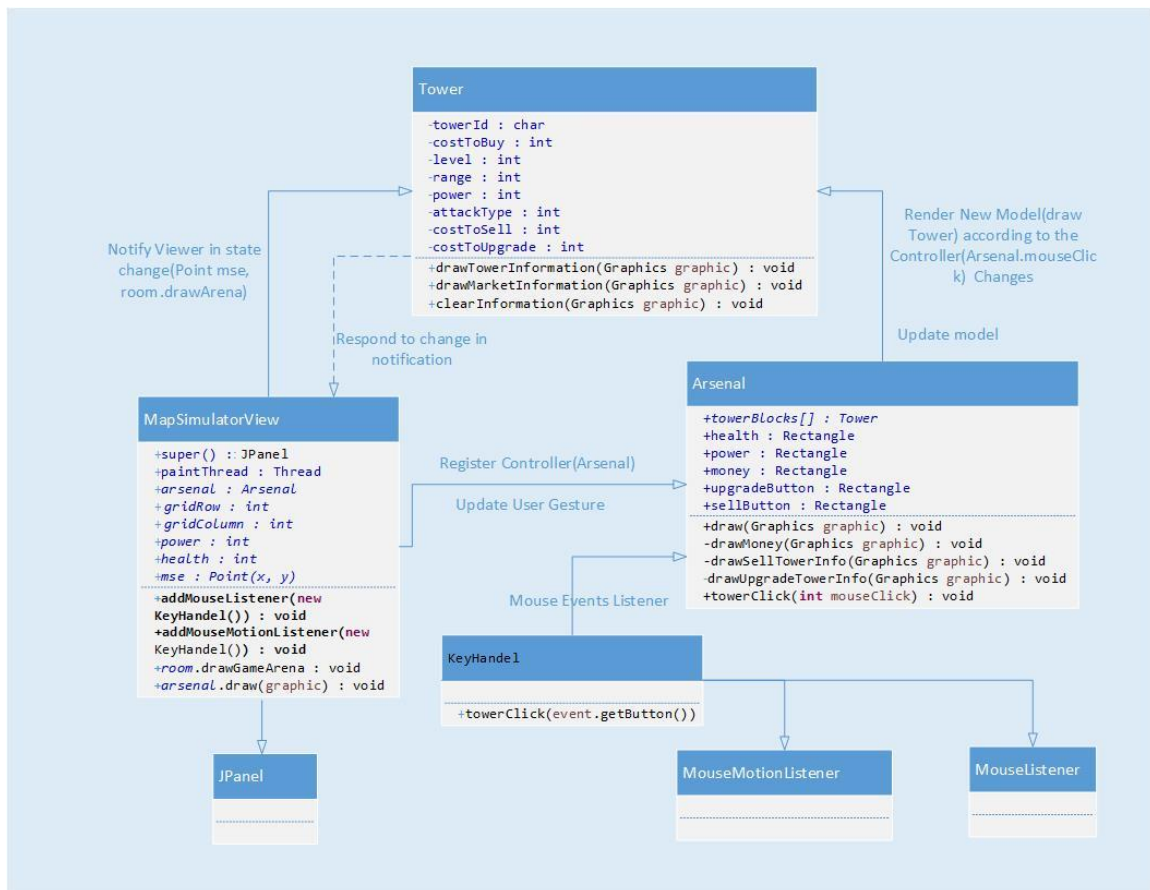 Tower
-towerId : char
-costToBuy : int
-level : int
-range : int
-power : int
-attackType : int
-costToSell : int
-costToUpgrade : int
+drawTowerInformation(Graphics graphic) : void
+drawMarketInformation(Graphics graphic) : void
+clearInformation(Graphics graphic) : void
Notify Viewer in state
change(Point mse,
room.drawArena)
Render New Model(draw
Tower) according to the
Controller(Arsenal.mouseClic
k) Changes
Respond to change in
notification
Update model
MapSimulatorView
+super() : JPanel
+paintThread : Thread
+arsenal : Arsenal
+gridRow : int
+gridColumn : int
+power : int
+health : int
+mse : Point(x, y)
+addMouseListener(new
KeyHandel()) : void
+addMouseMotionListener(new
KeyHandel()) : void
+room.drawGameArena : void
+arsenal.draw(graphic) : void
Register Controller(Arsenal)
Update User Gesture
Arsenal
+towerBlocks[] : Tower
+health : Rectangle
+power : Rectangle
+money : Rectangle
+upgradeButton : Rectangle
+sellButton : Rectangle
+draw(Graphics graphic) : void
-drawMoney(Graphics graphic) : void
-drawSellTowerInfo(Graphics graphic) : void
-drawUpgradeTowerInfo(Graphics graphic) : void
+towerClick(int mouseClick) : void
Mouse Events Listener
KeyHandel
+towerClick(event.getButton())
JPanel
MouseMotionListener
MouseListener